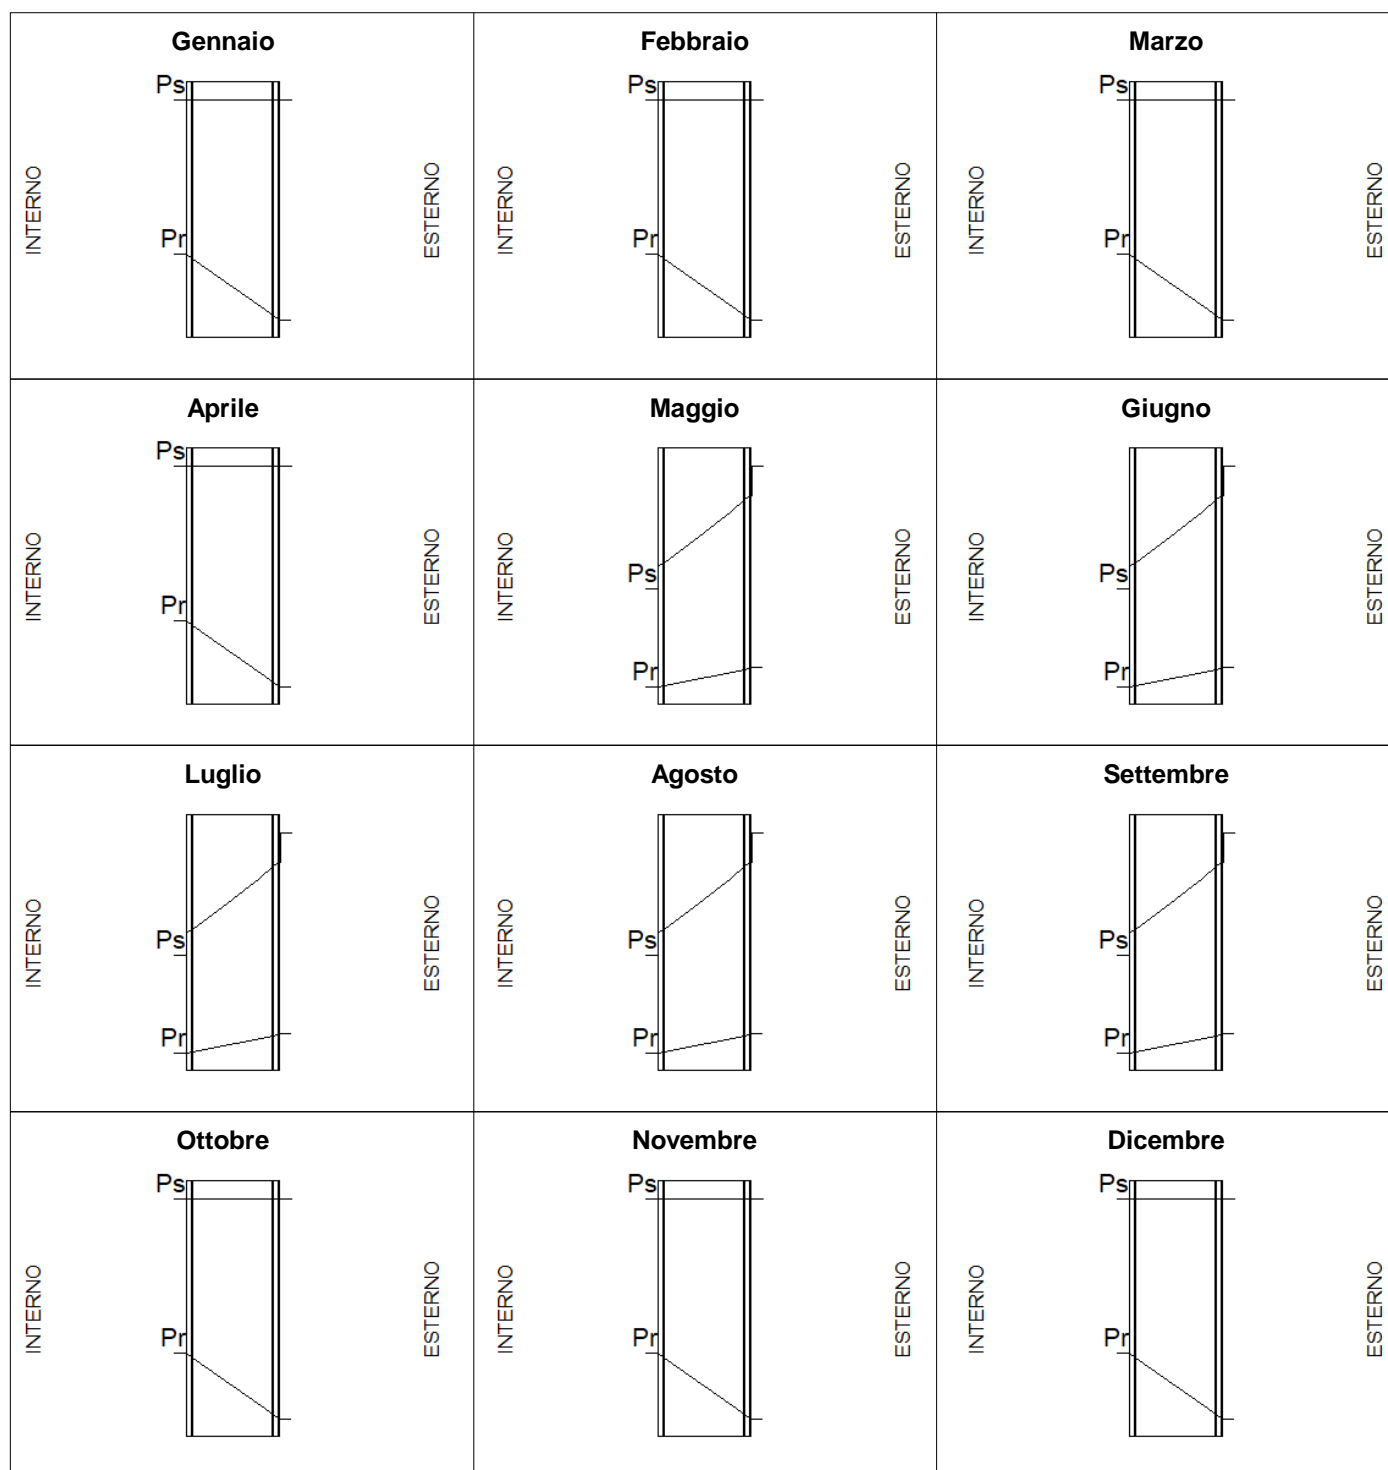 Gennaio
Ps
Pr
INTERNO
ESTERNO
Febbraio
Ps
Pr
INTERNO
ESTERNO
Marzo
Ps
Pr
INTERNO
ESTERNO
Aprile
Ps
Pr
INTERNO
ESTERNO
Maggio
Ps
Pr
INTERNO
ESTERNO
Giugno
Ps
Pr
INTERNO
ESTERNO
Luglio
Ps
Pr
INTERNO
ESTERNO
Agosto
Ps
Pr
INTERNO
ESTERNO
Settembre
Ps
Pr
INTERNO
ESTERNO
Ottobre
Ps
Pr
INTERNO
ESTERNO
Novembre
Ps
Pr
INTERNO
ESTERNO
Dicembre
Ps
Pr
INTERNO
ESTERNO